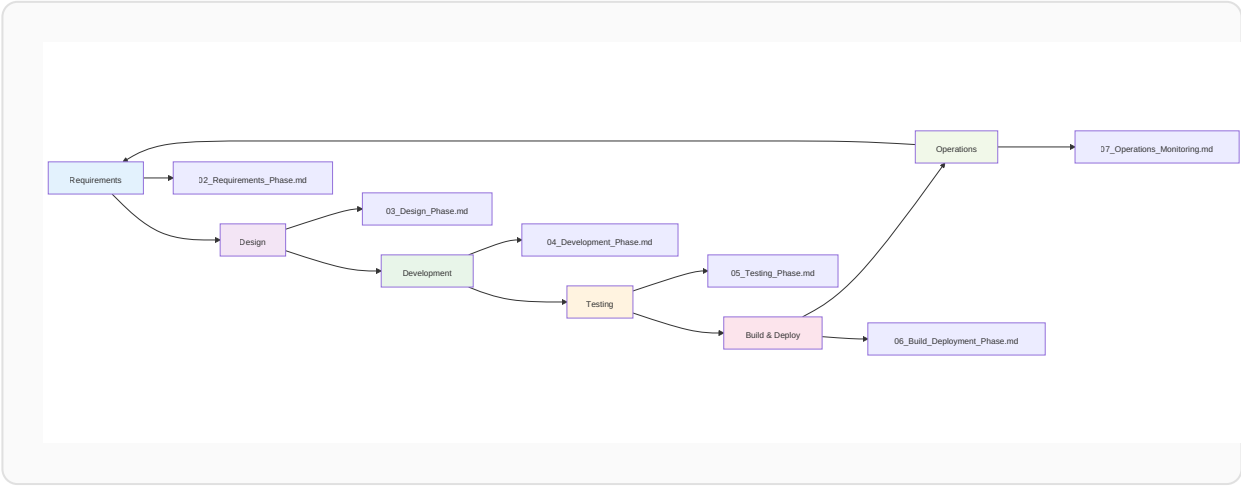 Operations
07_Operations_Monitoring.md
Requirements
02_Requirements_Phase.md
03_Design_Phase.md
Design
04_Development_Phase.md
Development
05_Testing_Phase.md
Testing
Build & Deploy
06_Build_Deployment_Phase.md